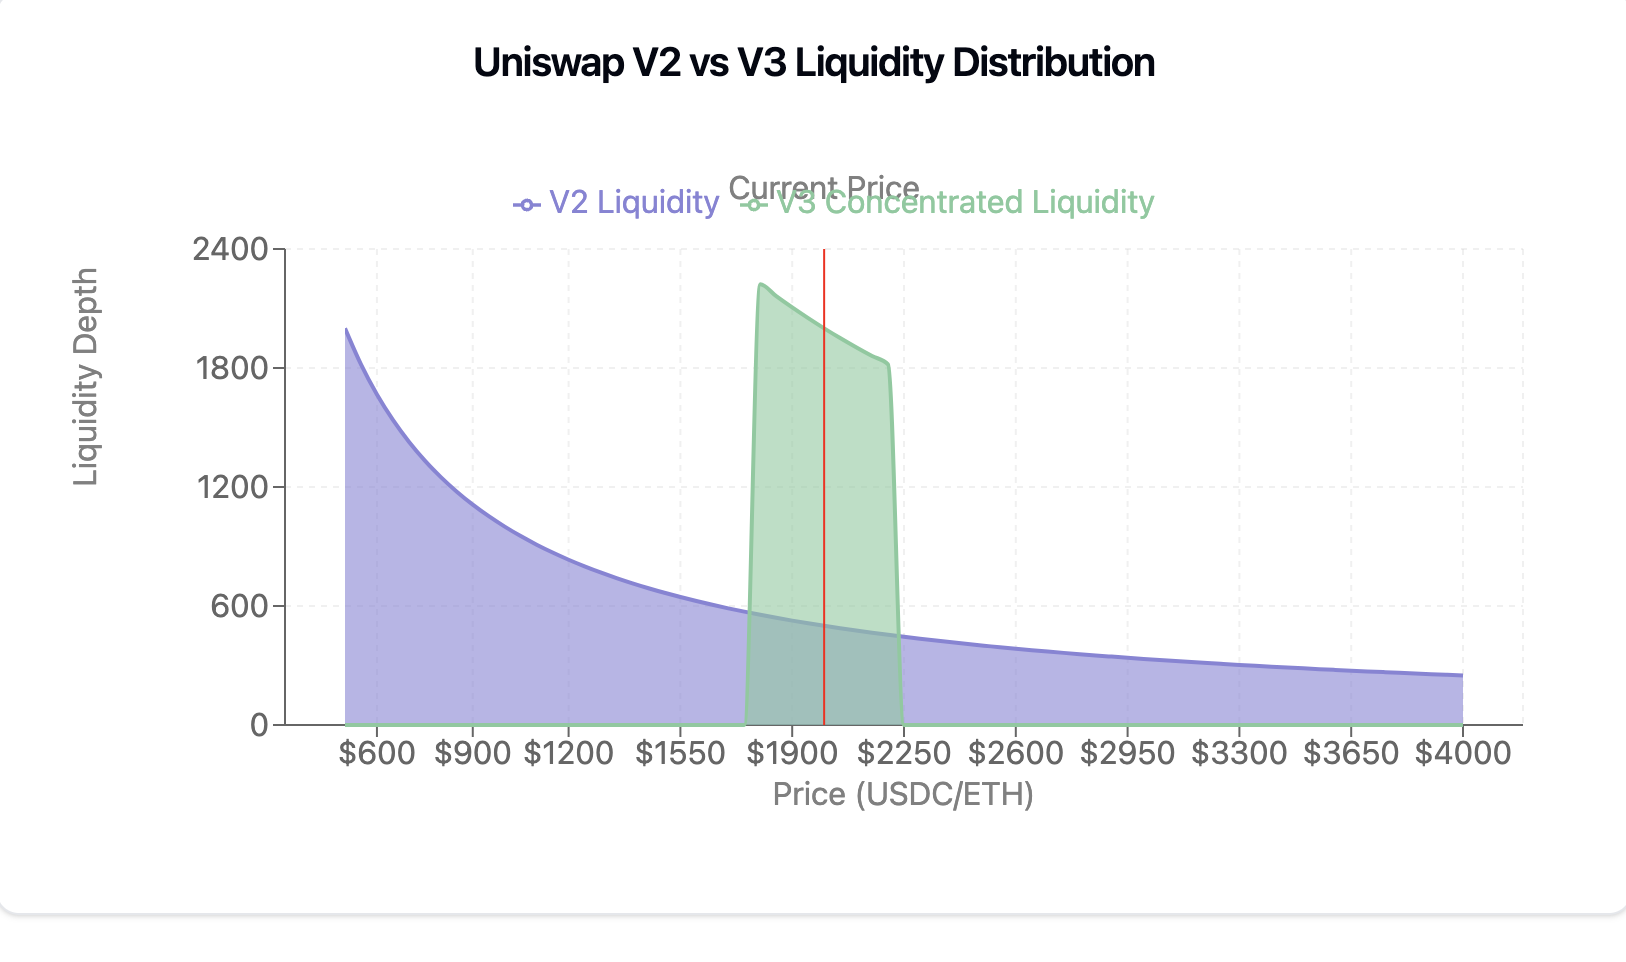 Uniswap V2 vs V3 Liquidity Distribution
Current Price
V2 Liquidity
V3 Concentrated Liquidity
Liquidity Depth
2400
1800
1200
600
0
$600 $900 $1200 $1550 $1900 $2250 $2600 $2950 $3300 $3650 $4000
Price (USDC/ETH)